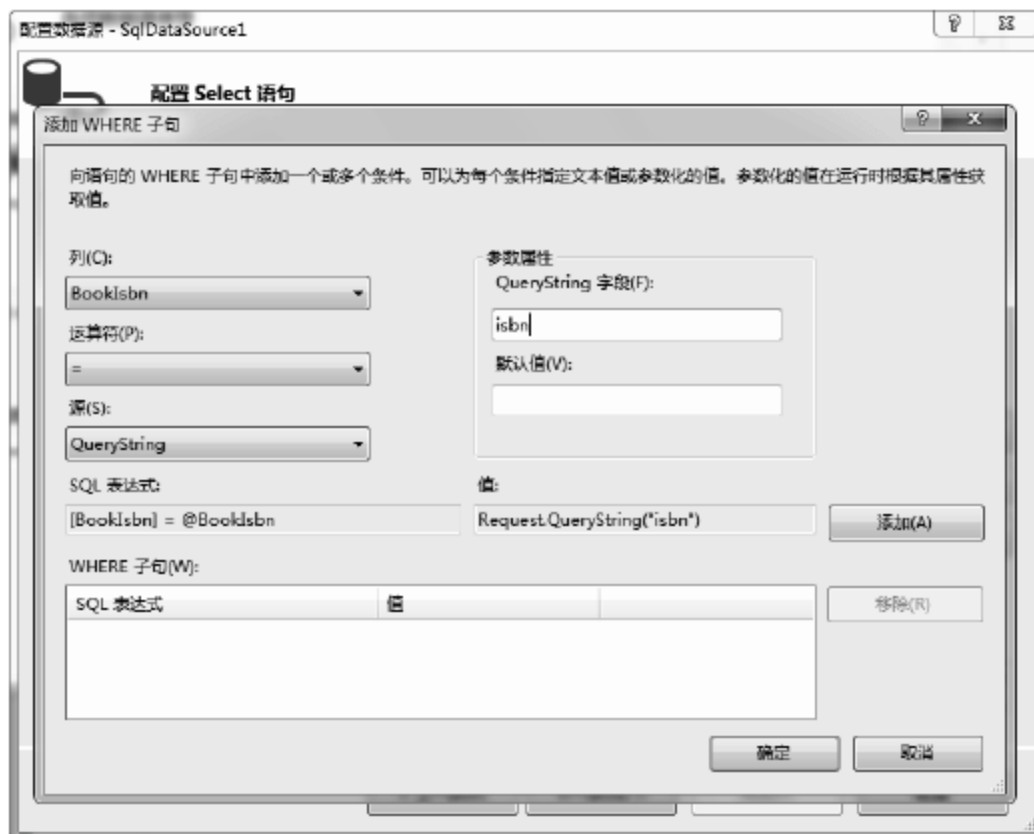 配置数据源 - SqlDataSource1
配置 Select 语句
添加 WHERE 子句
向语句的 WHERE 子句中添加一个或多个条件。可以为每个条件指定文本值或参数化的值。参数化的值在运行时根据其属性获
取值。
列(C):
BookIsbn
运算符(P):
=
源(S):
QueryString
参数属性
QueryString 字段(F):
isbn
默认值(V):
SQL 表达式:
[BookIsbn] = @BookIsbn
值:
Request.QueryString("isbn")
添加(A)
WHERE 子句(W):
SQL 表达式 值
移除(R)
确定 取消